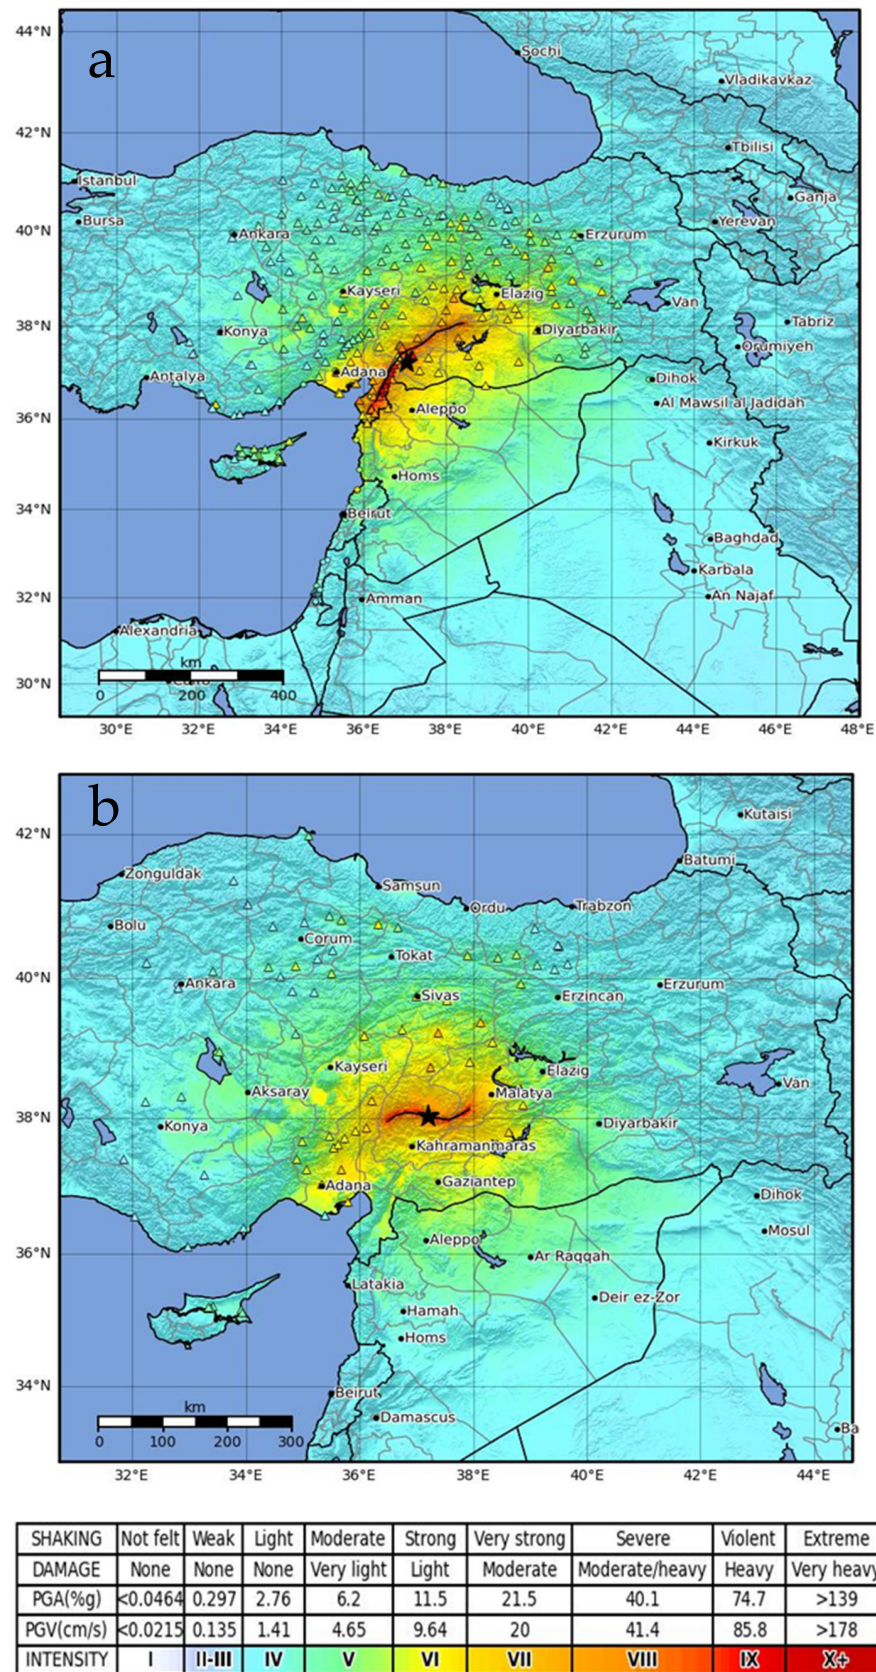 a
44°N
42°N
40°N
38°N
36°N
34°N
32°N
30°N
Sochi
Vladikavkaz
Tbilisi
Istanbul
Ganja
Bursa
Yerevan
Ankara
Erzurum
Kayseri
Elazig
Van
Konya
Diyarbakir
Tabriz
Orumiyeh
Antalya
Adana
Dihok
Aleppo
Al Mawsil al Jadidah
Kirkuk
Homs
Beirut
Baghdad
Karbala
Amman
An Najaf
Alexandria
km
0 200 400
30°E 32°E 34°E 36°E 38°E 40°E 42°E 44°E 46°E 48°E
b
42°N
40°N
38°N
36°N
34°N
Kutaisi
Batumi
Zonguldak
Samsun
Ordu
Trabzon
Bolu
Corum
Tokat
Ankara
Sivas
Erzincan
Erzurum
Kayseri
Elazig
Aksaray
Malatya
Van
Konya
Diyarbakir
Kahramanmaras
Adana
Gaziantep
Dihok
Aleppo
Mosul
Ar Raqqah
Latakia
Deir ez-Zor
Hamah
Homs
Beirut
Damascus
Ba
km
0 100 200 300
32°E 34°E 36°E 38°E 40°E 42°E 44°E
SHAKING Not felt Weak Light Moderate Strong Very strong Severe Violent Extreme
DAMAGE None None None Very light Light Moderate Moderate/heavy Heavy Very heavy
PGA(%g) <0.0464 0.297 2.76 6.2 11.5 21.5 40.1 74.7 >139
PGV(cm/s) <0.0215 0.135 1.41 4.65 9.64 20 41.4 85.8 >178
INTENSITY I II-III IV V VI VII VIII IX X+